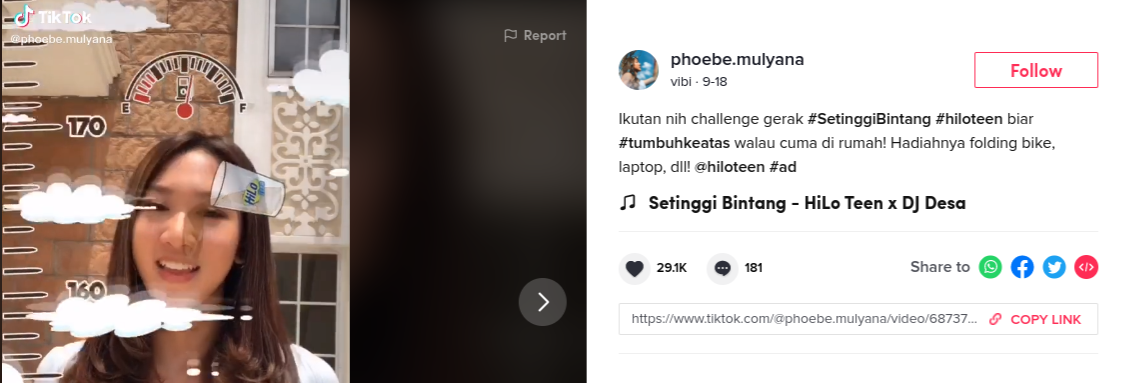 TikTok
@phoebe.mulyana
Report
E F
170
HiLo
160
phoebe.mulyana
vibi · 9-18
Follow
Ikutan nih challenge gerak #SetinggiBintang #hiloteen biar
#tumbuhkeatas walau cuma di rumah! Hadiahnya folding bike,
laptop, dll! @hiloteen #ad
Setinggi Bintang - HiLo Teen x DJ Desa
29.1K 181 Share to
https://www.tiktok.com/@phoebe.mulyana/video/68737... COPY LINK